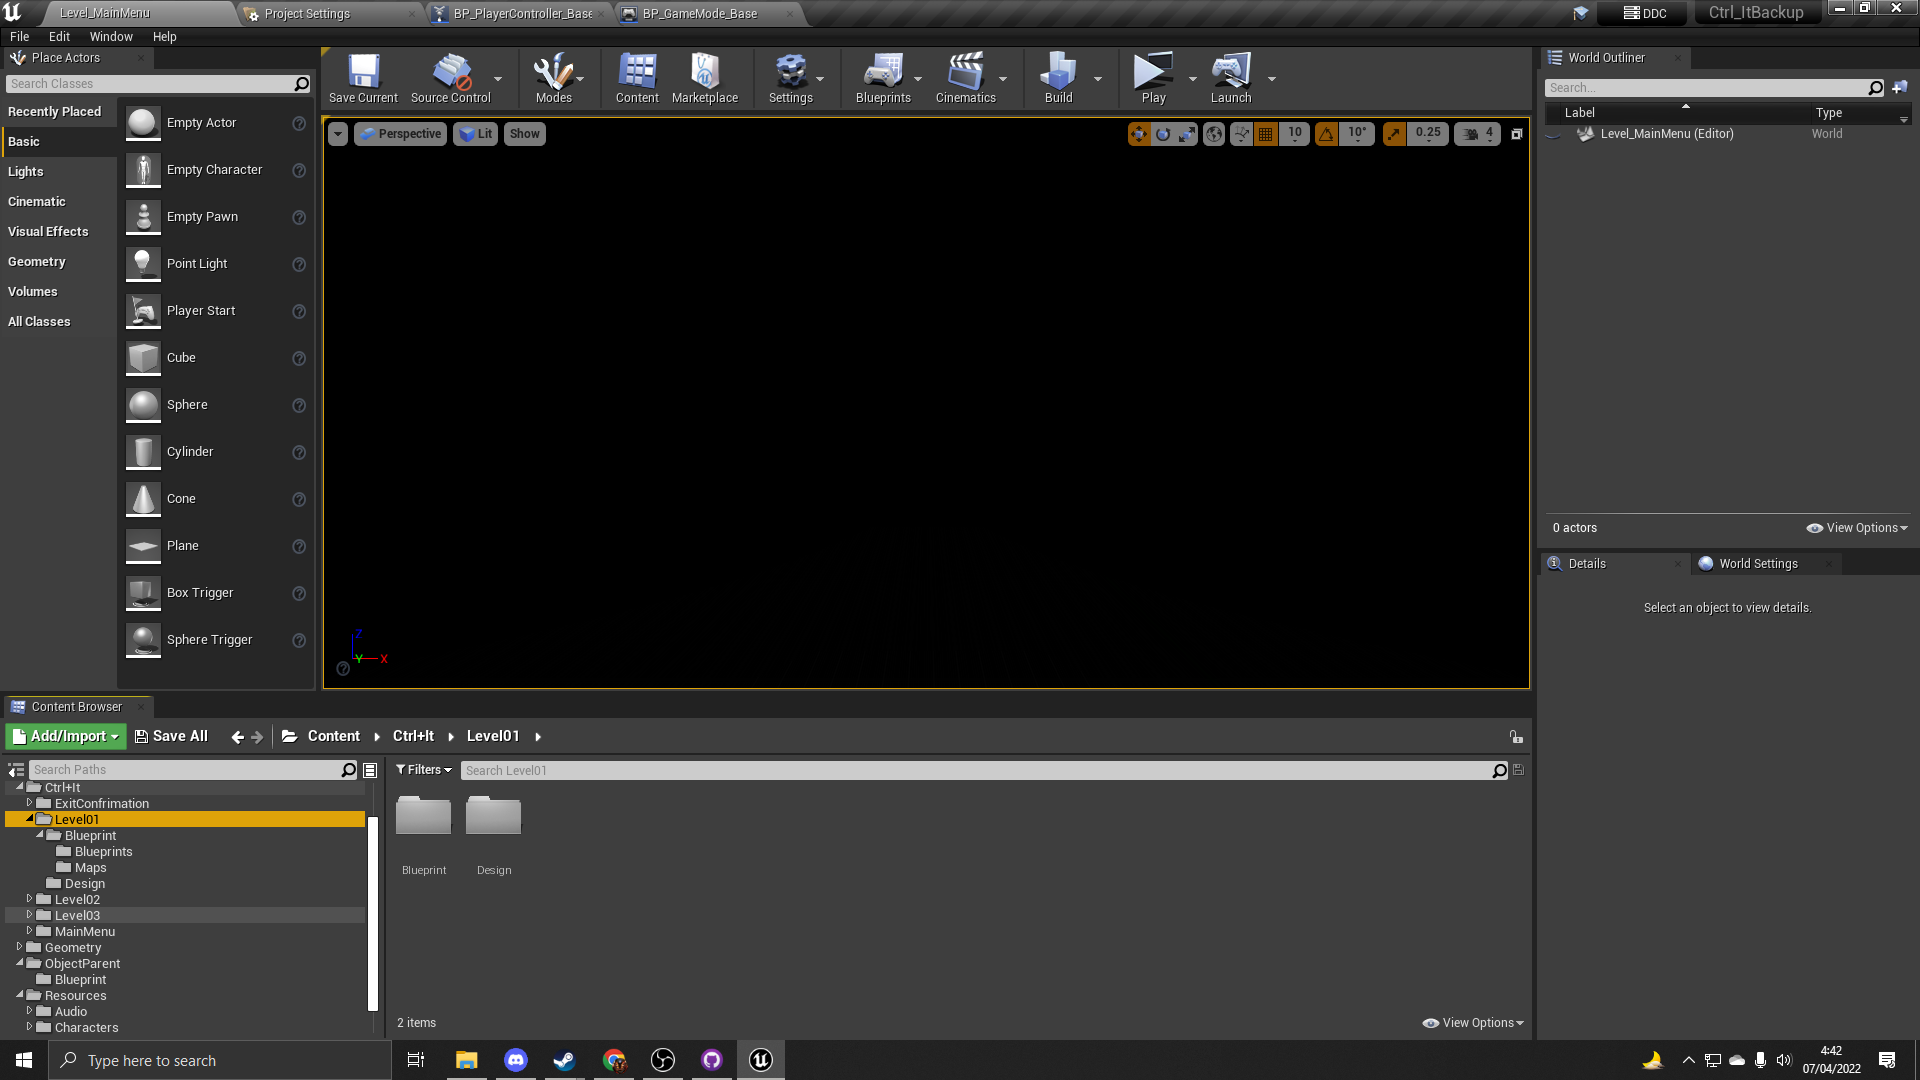 Level_MainMenu
Project Settings
BP_PlayerController_Base
BP_GameMode_Base
DDC
Ctrl_ItBackup
File Edit Window Help
Place Actors
Search Classes
Recently Placed
Basic
Lights
Cinematic
Visual Effects
Geometry
Volumes
All Classes
Empty Actor
Empty Character
Empty Pawn
Point Light
Player Start
Cube
Sphere
Cylinder
Cone
Plane
Box Trigger
Sphere Trigger
Save Current Source Control Modes Content Marketplace Settings Blueprints Cinematics Build Play Launch
Perspective Lit Show
10 10° 0.25 4
Z
Y X
World Outliner
Search...
Label Type
Level_MainMenu (Editor) World
0 actors View Options
Details World Settings
Select an object to view details.
Content Browser
Add/Import Save All Content Ctrl+It Level01
Search Paths
Ctrl+It
ExitConfrimation
Level01
Blueprint
Blueprints
Maps
Design
Level02
Level03
MainMenu
Geometry
ObjectParent
Blueprint
Resources
Audio
Characters
Filters Search Level01
Blueprint Design
2 items View Options
Type here to search
4:42
07/04/2022